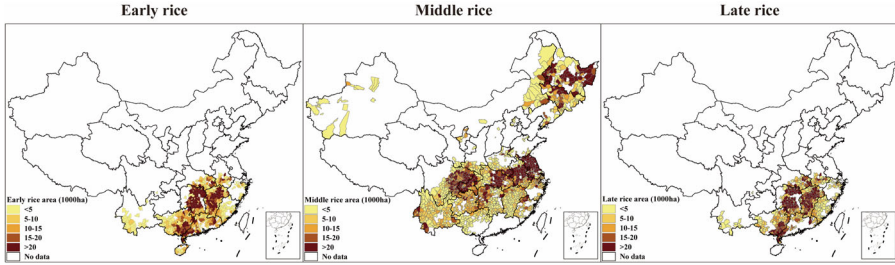 Early rice
Middle rice
Late rice
Early rice area (1000ha)
<5
5-10
10-15
15-20
>20
No data
Middle rice area (1000ha)
<5
5-10
10-15
15-20
>20
No data
Late rice area (1000ha)
<5
5-10
10-15
15-20
>20
No data